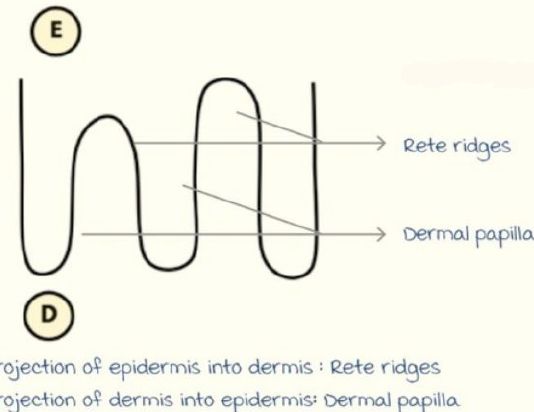 E
Rete ridges
Dermal papilla
D
rojection of epidermis into dermis : Rete ridges
rojection of dermis into epidermis: Dermal papilla